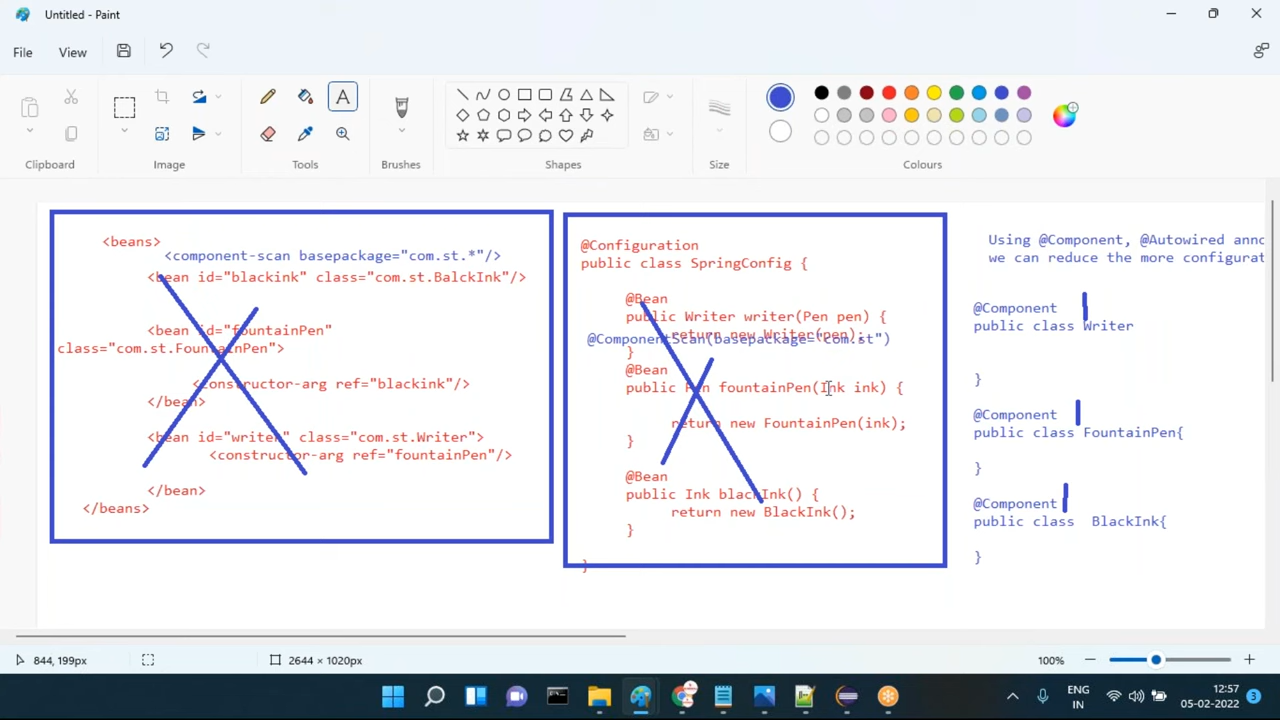 Untitled - Paint
File
View
Clipboard
Image
Tools
Brushes
Shapes
Size
Colours
<beans>
<component-scan basepackage="com.st.*"/>
<bean id="blackink" class="com.st.BalckInk"/>
<bean id="fountainPen"
class="com.st.FountainPen">
<constructor-arg ref="blackink"/>
</bean>
<bean id="writer" class="com.st.Writer">
<constructor-arg ref="fountainPen"/>
</bean>
</beans>
@Configuration
public class SpringConfig {
@Bean
public Writer writer(Pen pen) {
return new Writer(pen);
@ComponentScan(basepackage="com.st")
}
@Bean
public Pen fountainPen(Ink ink) {
return new FountainPen(ink);
}
@Bean
public Ink blackInk() {
return new BlackInk();
}
}
Using @Component, @Autowired anno
we can reduce the more configurat
@Component
public class Writer
}
@Component
public class FountainPen{
}
@Component
public class BlackInk{
}
844, 199px
2644 × 1020px
100%
ENG
IN
12:57
05-02-2022
3